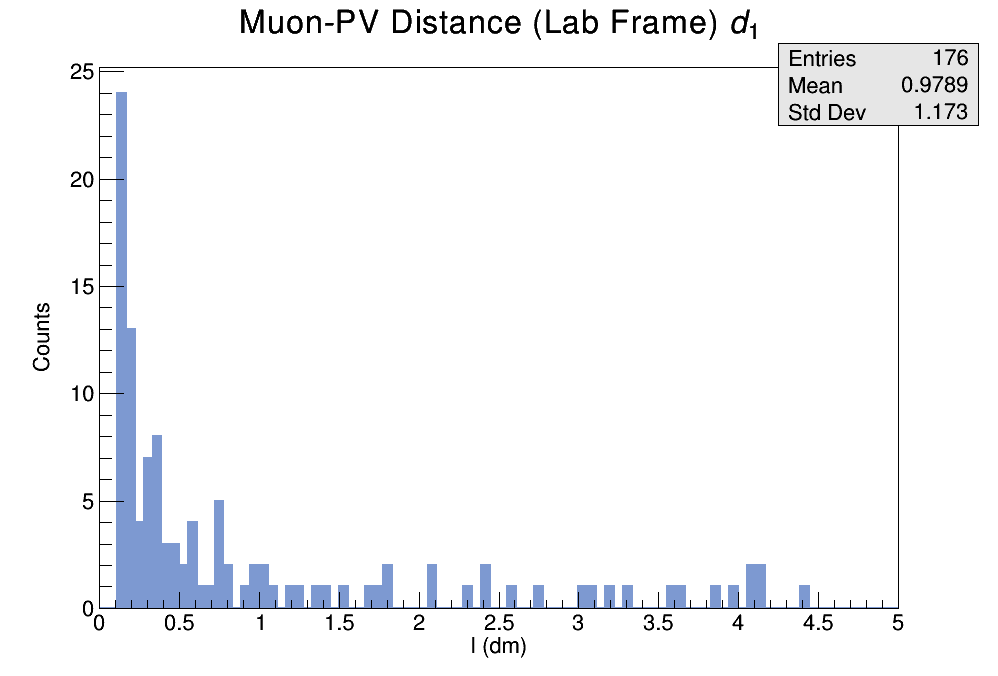 Muon-PV Distance (Lab Frame) d₁
Entries 176
Mean 0.9789
Std Dev 1.173
25
20
15
10
5
0
Counts
0 0.5 1 1.5 2 2.5 3 3.5 4 4.5 5
l (dm)